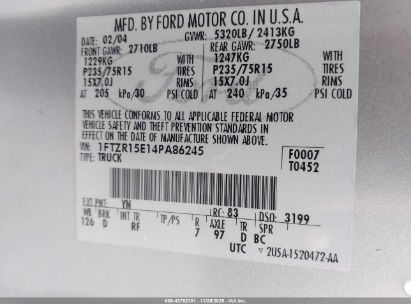 MFD. BY FORD MOTOR CO. IN U.S.A.
DATE: 02/04 GVWR: 5320LB/ 2413KG
FRONT GAWR: 2710LB REAR GAWR: 2750LB
1229KG WITH 1247KG WITH
P235/75R15 TIRES P235/75R15 TIRES
15X7.0J RIMS 15X7.0J RIMS
AT 205 kPa/30 PSI COLD AT 240 kPa/35 PSI COLD
THIS VEHICLE CONFORMS TO ALL APPLICABLE FEDERAL MOTOR
VEHICLE SAFETY AND THEFT PREVENTION STANDARDS IN
EFFECT ON THE DATE OF MANUFACTURE SHOWN ABOVE.
VIN: 1FTZR15E14PA86245
TYPE: TRUCK
F0007
T0452
EXT PNT: YN RC: 83 DSO: 3199
WB BRK INT TR TP/PS R AXLE TR
126 D RF 7 97 D BC
UTC 2USA-1520472-AA